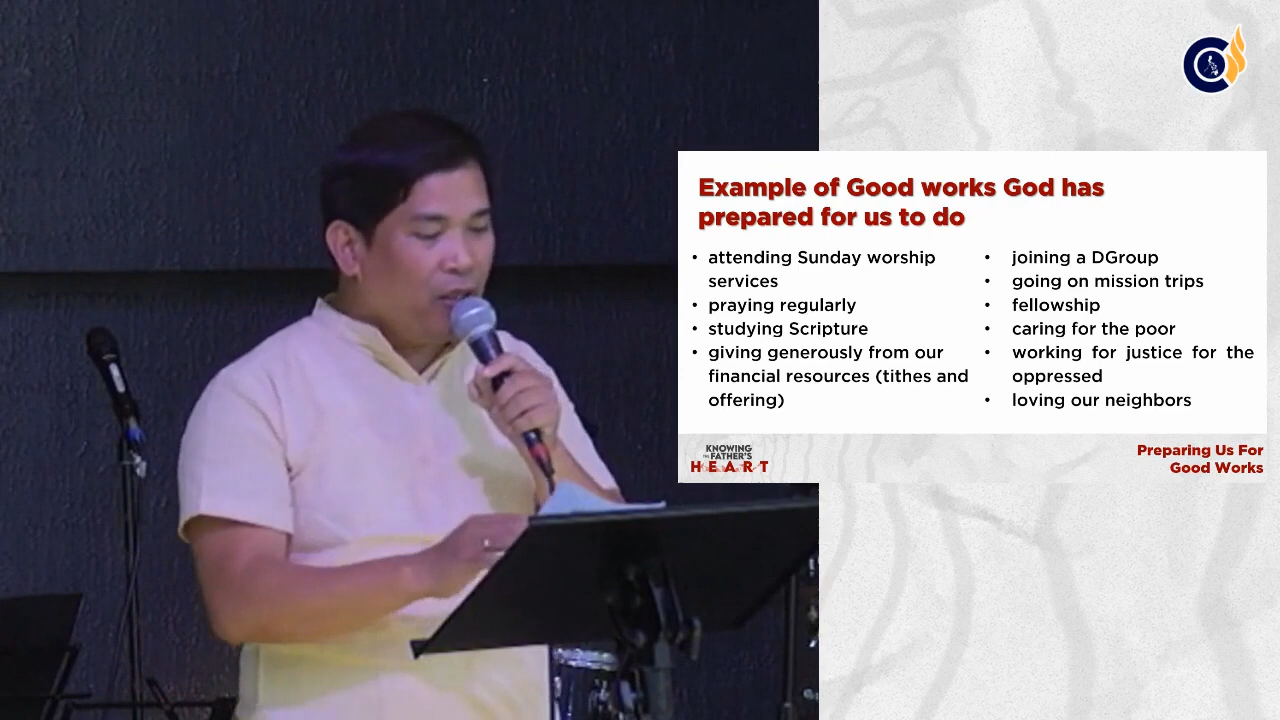 Example of Good works God has
prepared for us to do
• attending Sunday worship
services
• praying regularly
• studying Scripture
• giving generously from our
financial resources (tithes and
offering)
• joining a DGroup
• going on mission trips
• fellowship
• caring for the poor
• working for justice for the
oppressed
• loving our neighbors
KNOWING
THE FATHER'S
HEART
Preparing Us For
Good Works